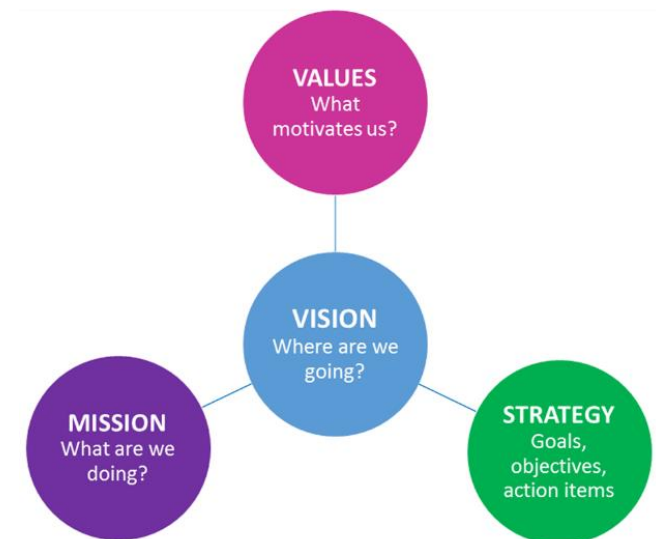 VALUES
What
motivates us?
VISION
Where are we
going?
MISSION
What are we
doing?
STRATEGY
Goals,
objectives,
action items